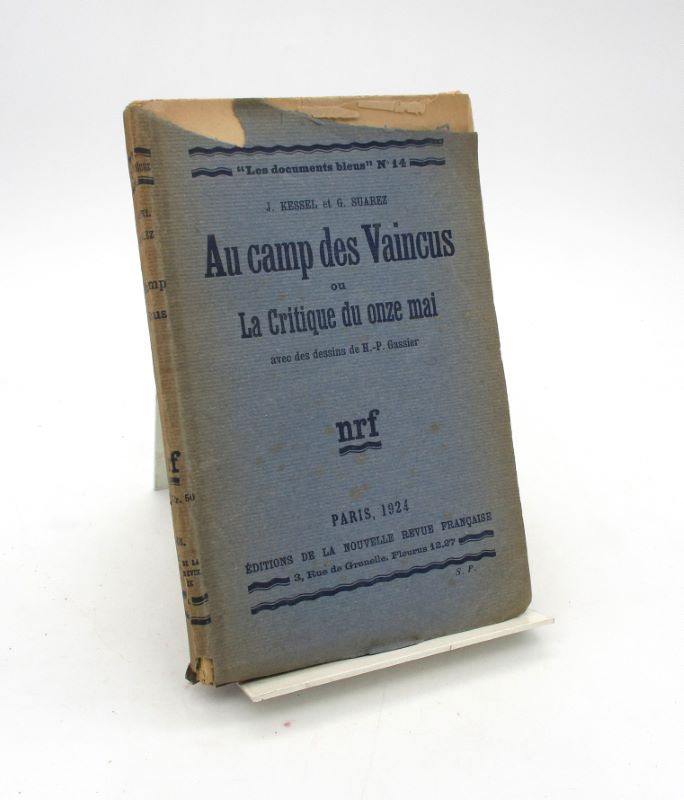 "Les documents bleus" N° 14
J. KESSEL et G. SUAREZ
Au camp des Vaincus
ou
La Critique du onze mai
avec des dessins de H.-P. Gassier
nrf
PARIS, 1924
ÉDITIONS DE LA NOUVELLE REVUE FRANÇAISE
3, Rue de Grenelle. Fleurus 12.27
S. P.